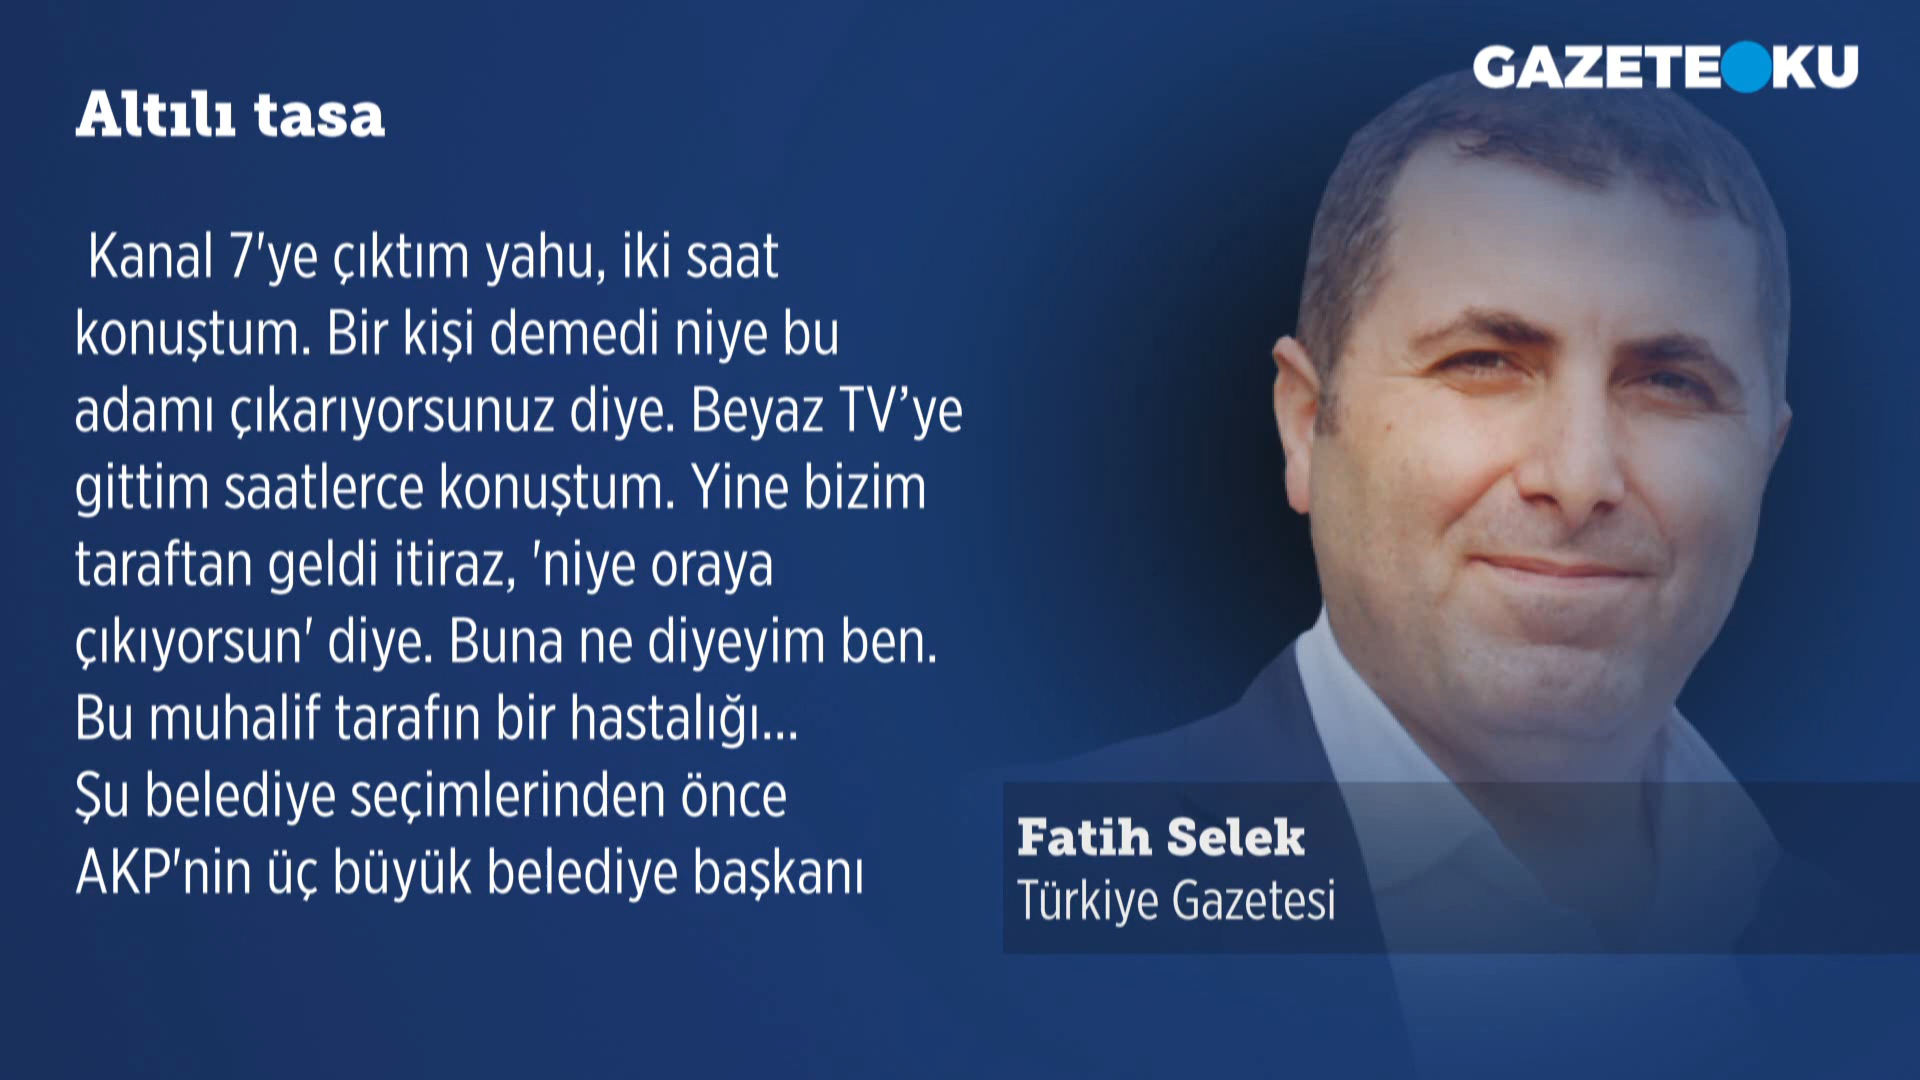 GAZETE KU
Altılı tasa
Kanal 7'ye çıktım yahu, iki saat
konuştum. Bir kişi demedi niye bu
adamı çıkarıyorsunuz diye. Beyaz TV’ye
gittim saatlerce konuştum. Yine bizim
taraftan geldi itiraz, 'niye oraya
çıkıyorsun' diye. Buna ne diyeyim ben.
Bu muhalif tarafın bir hastalığı...
Şu belediye seçimlerinden önce
AKP'nin üç büyük belediye başkanı
Fatih Selek
Türkiye Gazetesi